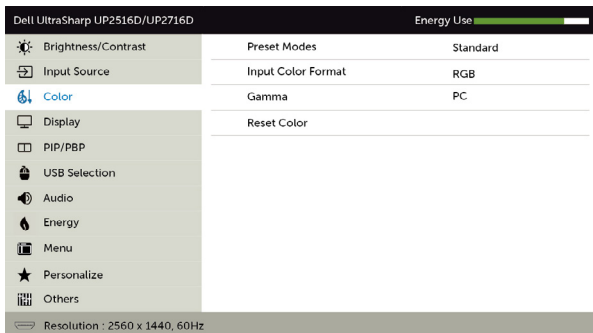 Dell UltraSharp UP2516D/UP2716D Energy Use
Brightness/Contrast
Input Source
Color
Display
PIP/PBP
USB Selection
Audio
Energy
Menu
Personalize
Others
Preset Modes Standard
Input Color Format RGB
Gamma PC
Reset Color
Resolution : 2560 x 1440, 60Hz